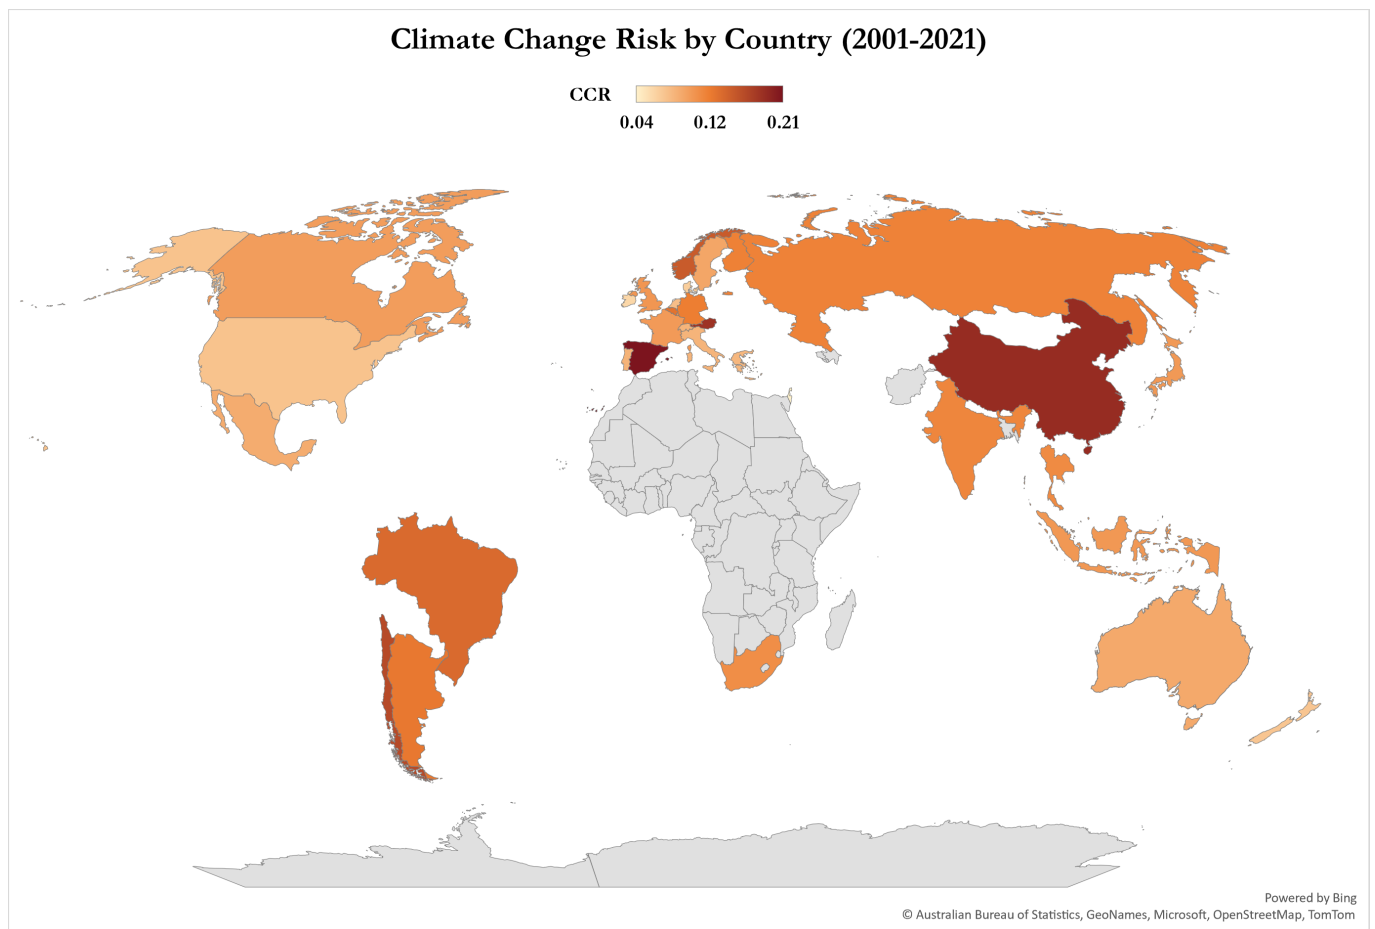 Climate Change Risk by Country (2001-2021)
CCR
0.04 0.12 0.21
Powered by Bing
© Australian Bureau of Statistics, GeoNames, Microsoft, OpenStreetMap, TomTom